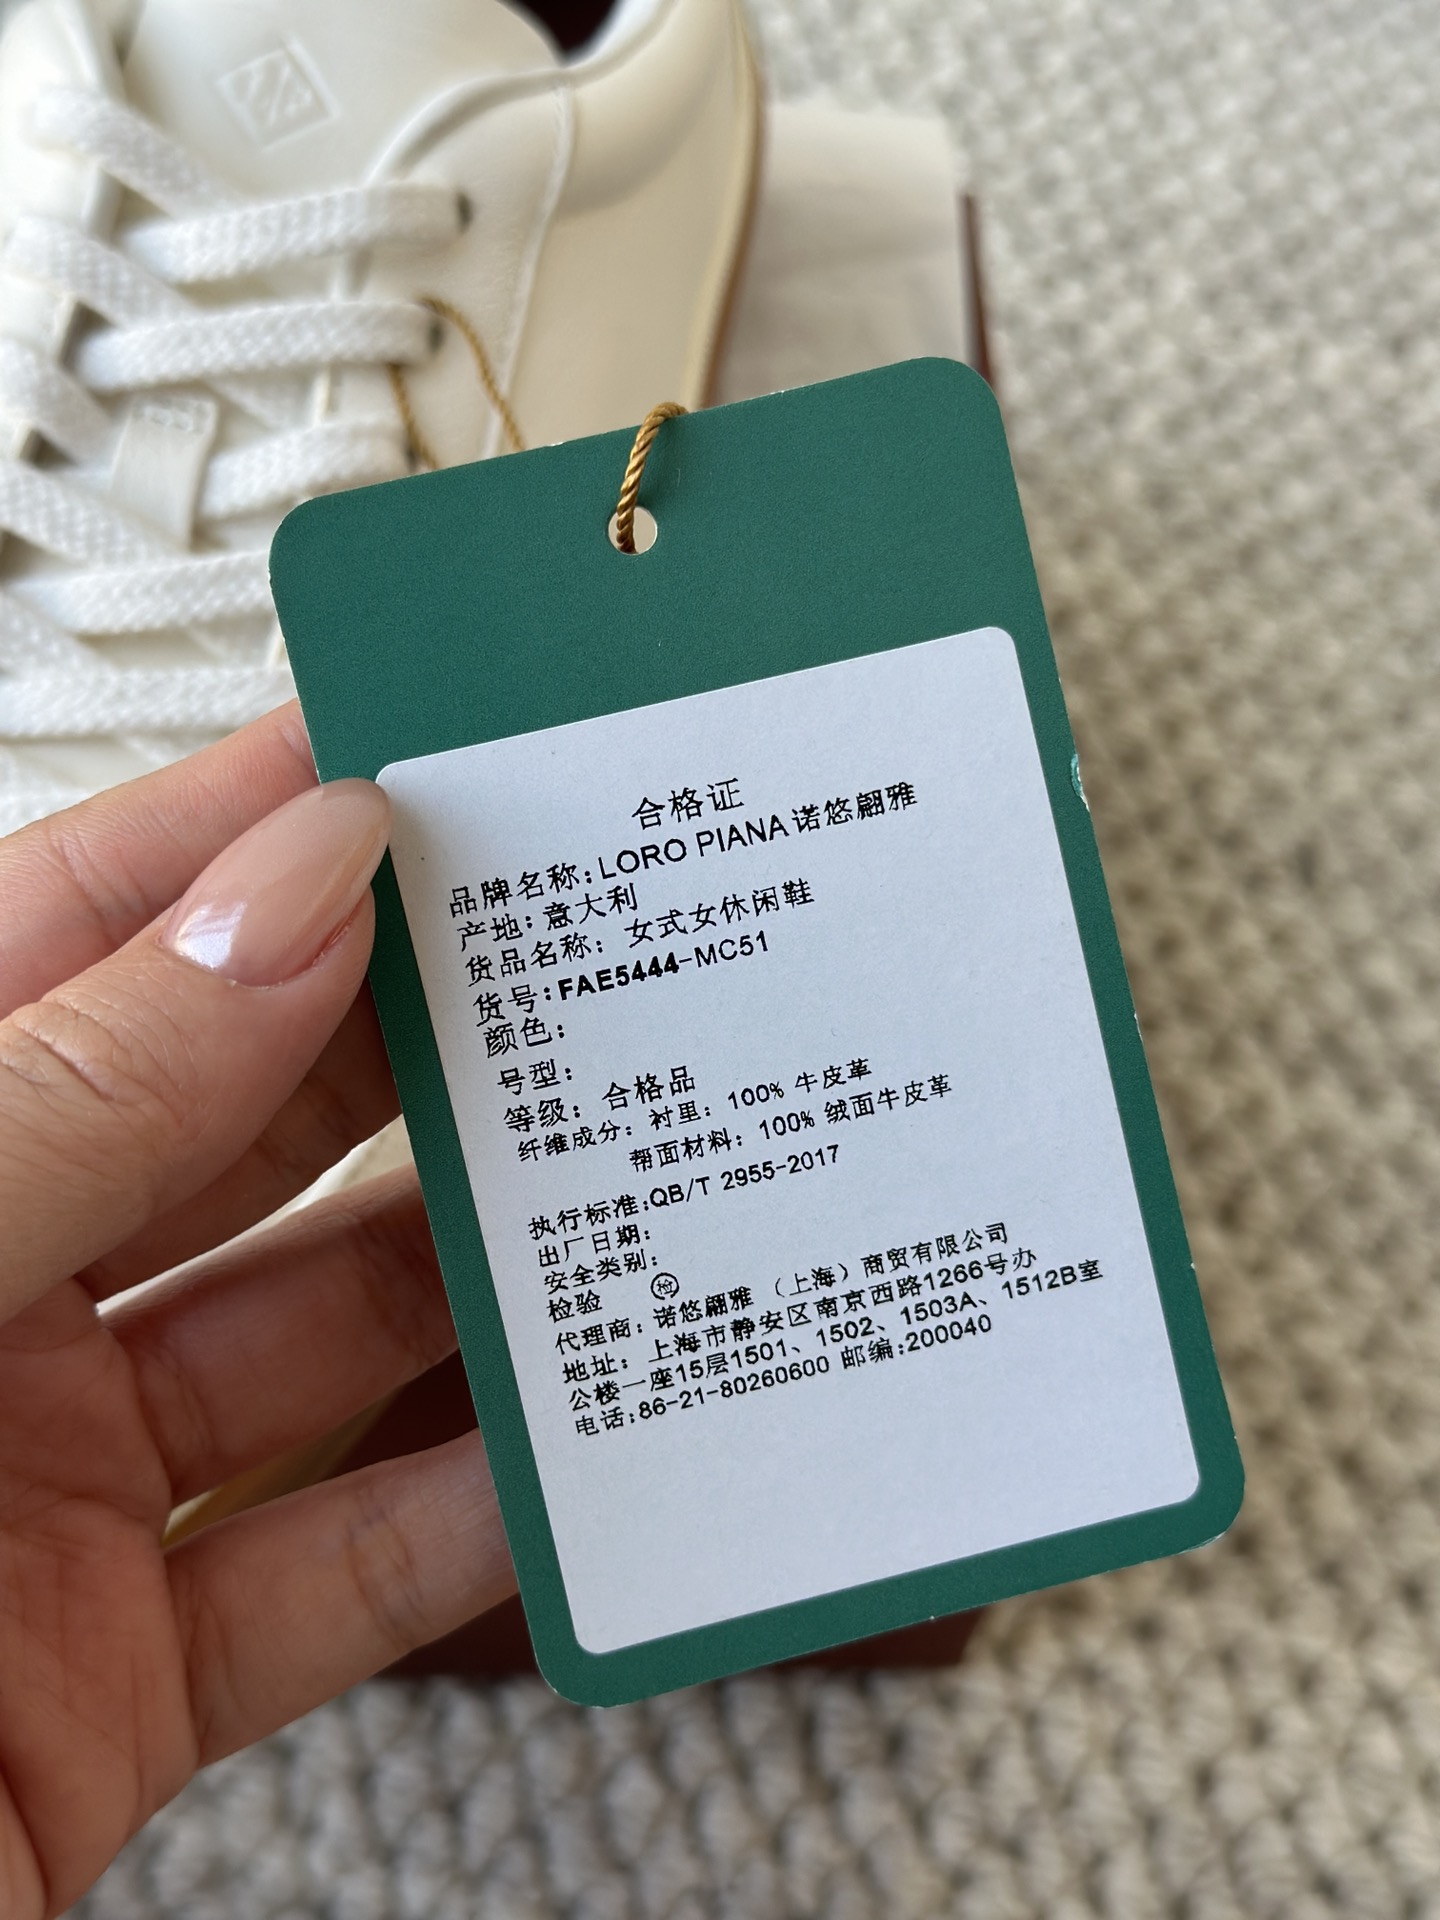 合格证
品牌名称:LORO PIANA诺悠翩雅
产地:意大利
货品名称: 女式女休闲鞋
货号:FAE5444-MC51
颜色:
号型:
等级: 合格品
纤维成分: 衬里: 100% 牛皮革
帮面材料: 100% 绒面牛皮革
执行标准:QB/T 2955-2017
出厂日期:
安全类别:
检验 检
代理商: 诺悠翩雅 (上海) 商贸有限公司
地址: 上海市静安区南京西路1266号办
公楼一座15层1501、1502、1503A、1512B室
电话:86-21-80260600 邮编:200040